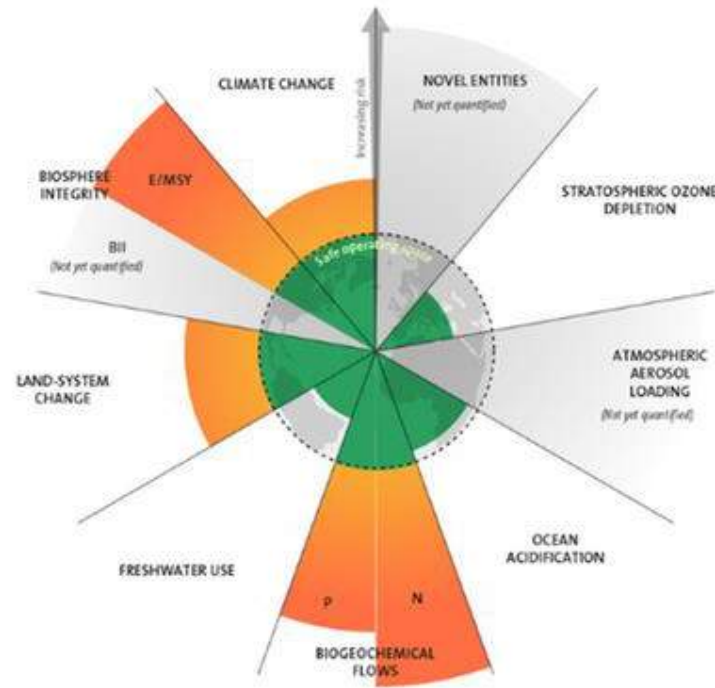 CLIMATE CHANGE
Increasing risk
NOVEL ENTITIES
(Not yet quantified)
STRATOSPHERIC OZONE
DEPLETION
BIOSPHERE
INTEGRITY
E/MSY
BII
(Not yet quantified)
Safe operating
ATMOSPHERIC
AEROSOL
LOADING
(Not yet quantified)
LAND-SYSTEM
CHANGE
OCEAN
ACIDIFICATION
FRESHWATER USE
P
N
BIOGEOCHEMICAL
FLOWS